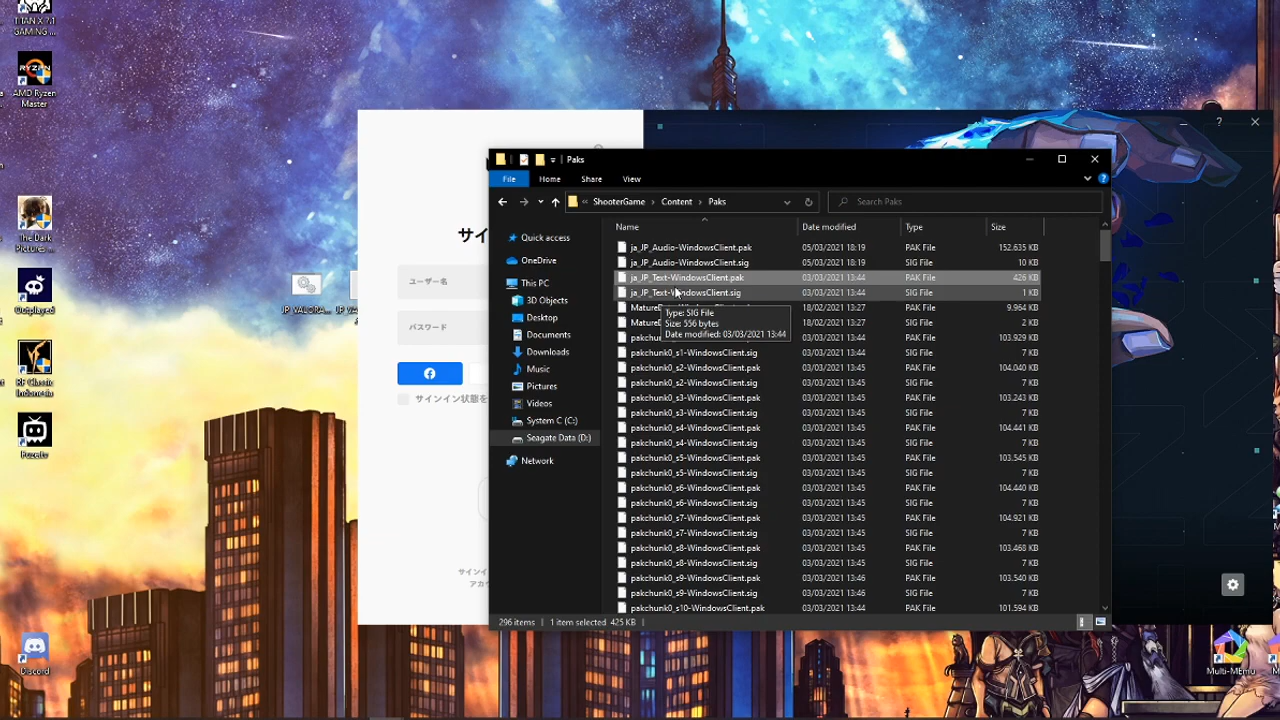 TITAN X 7.1
GAMING ...
AMD Ryzen
Master
The Dark
Pictures ...
Outplayed
RF Classic
Indonesia
Discord
JP_VALORA...
Multi-MEmu
ユーザー名
パスワード
サインイン状態を
サインイ
アカ
Paks
File
Home
Share
View
ShooterGame
Content
Paks
Search Paks
Quick access
OneDrive
This PC
3D Objects
Desktop
Documents
Downloads
Music
Pictures
Videos
System C (C:)
Seagate Data (D:)
Network
Name Date modified Type Size
ja_JP_Audio-WindowsClient.pak 05/03/2021 18:19 PAK File 152.635 KB
ja_JP_Audio-WindowsClient.sig 05/03/2021 18:19 SIG File 10 KB
ja_JP_Text-WindowsClient.pak 03/03/2021 13:44 PAK File 426 KB
ja_JP_Text-WindowsClient.sig 03/03/2021 13:44 SIG File 1 KB
18/02/2021 13:27 PAK File 9.964 KB
18/02/2021 13:27 SIG File 2 KB
Type: SIG File
Size: 556 bytes
Date modified: 03/03/2021 13:44
PAK File 103.929 KB
pakchunk0_s1-WindowsClient.sig 03/03/2021 13:45 SIG File 7 KB
pakchunk0_s2-WindowsClient.pak 03/03/2021 13:45 PAK File 104.040 KB
pakchunk0_s2-WindowsClient.sig 03/03/2021 13:45 SIG File 7 KB
pakchunk0_s3-WindowsClient.pak 03/03/2021 13:45 PAK File 103.243 KB
pakchunk0_s3-WindowsClient.sig 03/03/2021 13:45 SIG File 7 KB
pakchunk0_s4-WindowsClient.pak 03/03/2021 13:45 PAK File 104.441 KB
pakchunk0_s4-WindowsClient.sig 03/03/2021 13:45 SIG File 7 KB
pakchunk0_s5-WindowsClient.pak 03/03/2021 13:45 PAK File 103.545 KB
pakchunk0_s5-WindowsClient.sig 03/03/2021 13:45 SIG File 7 KB
pakchunk0_s6-WindowsClient.pak 03/03/2021 13:45 PAK File 104.440 KB
pakchunk0_s6-WindowsClient.sig 03/03/2021 13:45 SIG File 7 KB
pakchunk0_s7-WindowsClient.pak 03/03/2021 13:45 PAK File 104.921 KB
pakchunk0_s7-WindowsClient.sig 03/03/2021 13:45 SIG File 7 KB
pakchunk0_s8-WindowsClient.pak 03/03/2021 13:45 PAK File 103.468 KB
pakchunk0_s8-WindowsClient.sig 03/03/2021 13:45 SIG File 7 KB
pakchunk0_s9-WindowsClient.pak 03/03/2021 13:46 PAK File 103.540 KB
pakchunk0_s9-WindowsClient.sig 03/03/2021 13:46 SIG File 7 KB
pakchunk0_s10-WindowsClient.pak 03/03/2021 13:44 PAK File 101.594 KB
296 items 1 item selected 425 KB